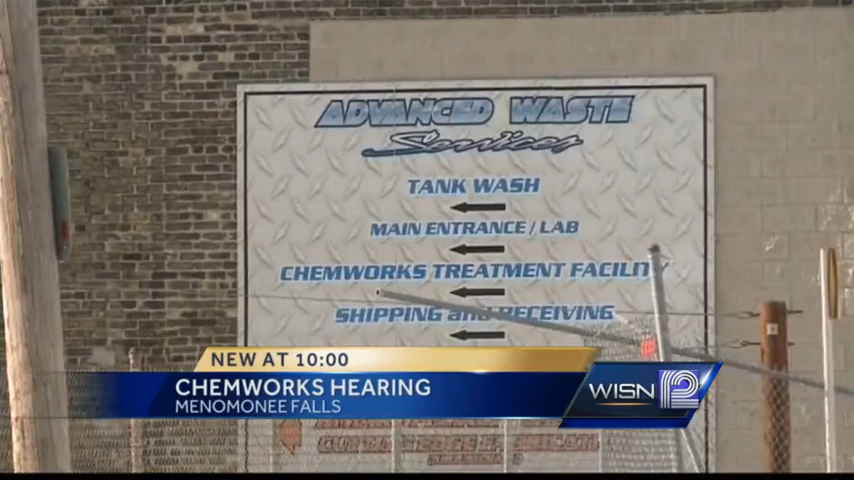 ADVANCED WASTE
Services
TANK WASH
MAIN ENTRANCE / LAB
CHEMWORKS TREATMENT FACILITY
SHIPPING and RECEIVING
NEW AT 10:00
CHEMWORKS HEARING
MENOMONEE FALLS
WISN 12